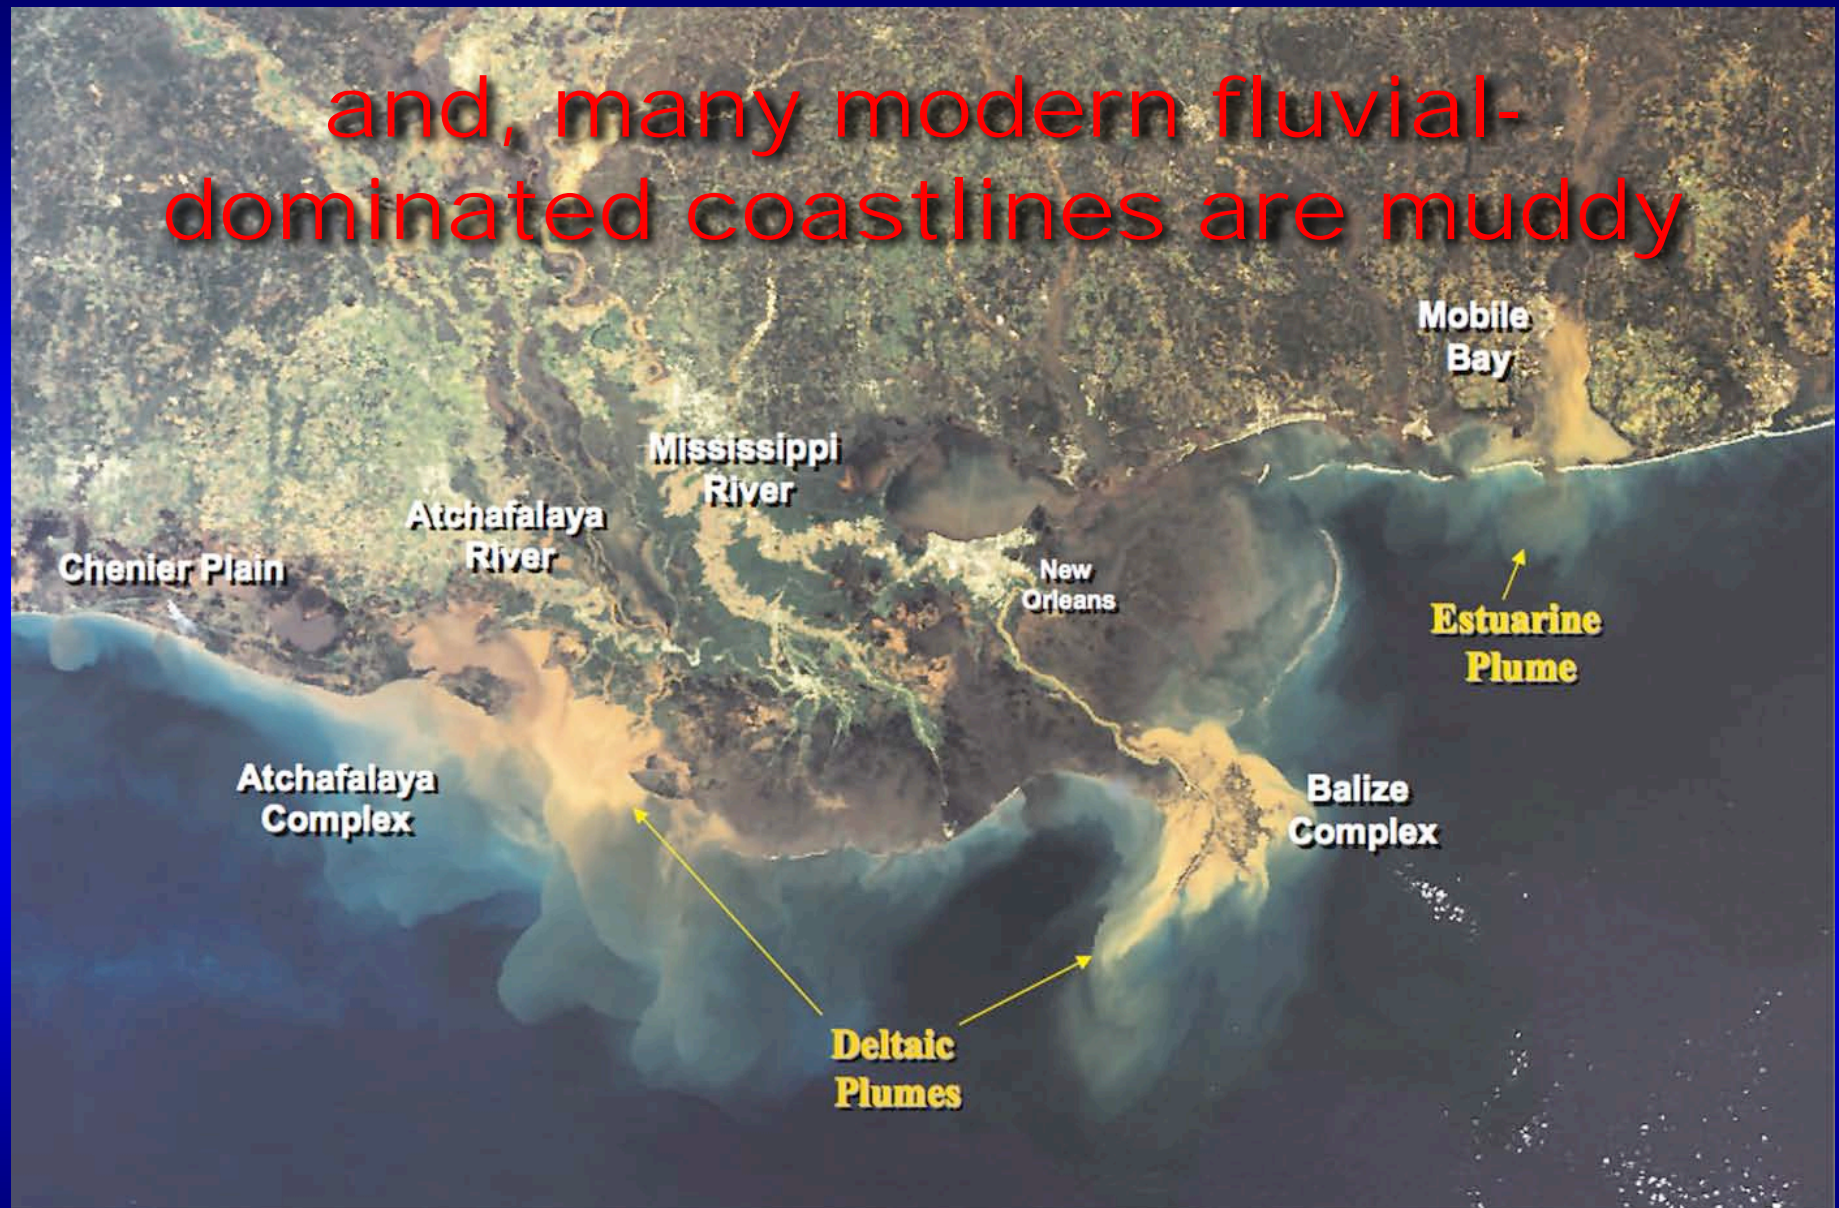 and, many modern fluvial-
dominated coastlines are muddy
Mobile
Bay
Mississippi
River
Atchafalaya
River
Chenier Plain
New
Orleans
Estuarine
Plume
Atchafalaya
Complex
Balize
Complex
Deltaic
Plumes